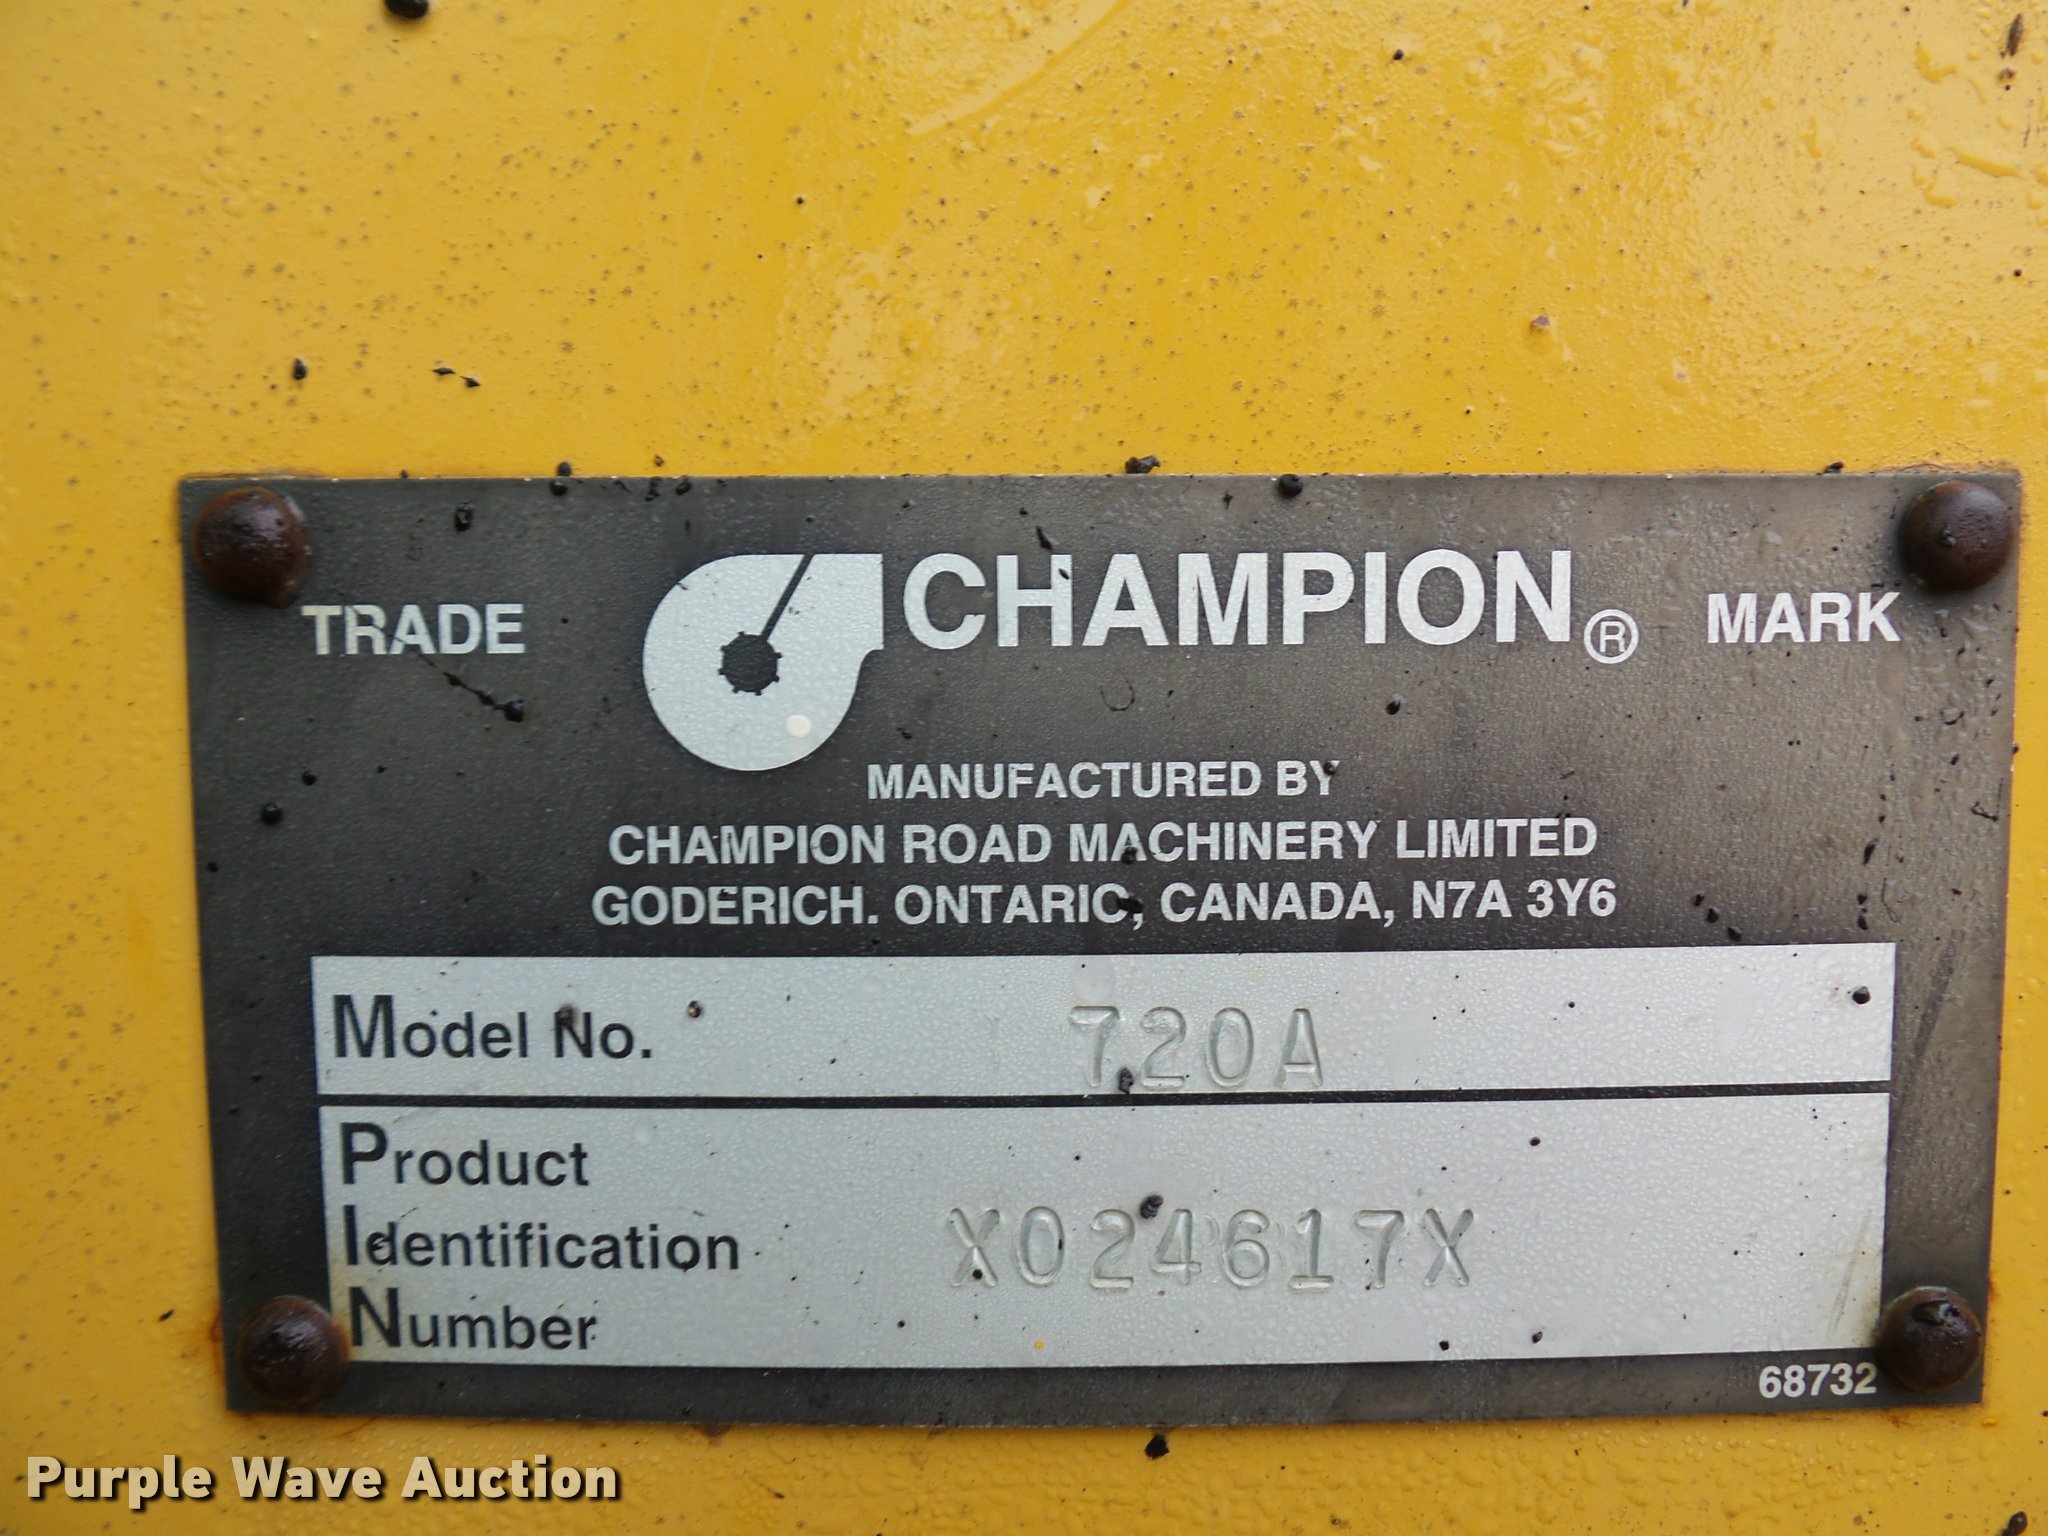 TRADE CHAMPION ® MARK
MANUFACTURED BY
CHAMPION ROAD MACHINERY LIMITED
GODERICH. ONTARIO, CANADA, N7A 3Y6
Model No. 720A
Product
Identification X024617X
Number
68732
Purple Wave Auction